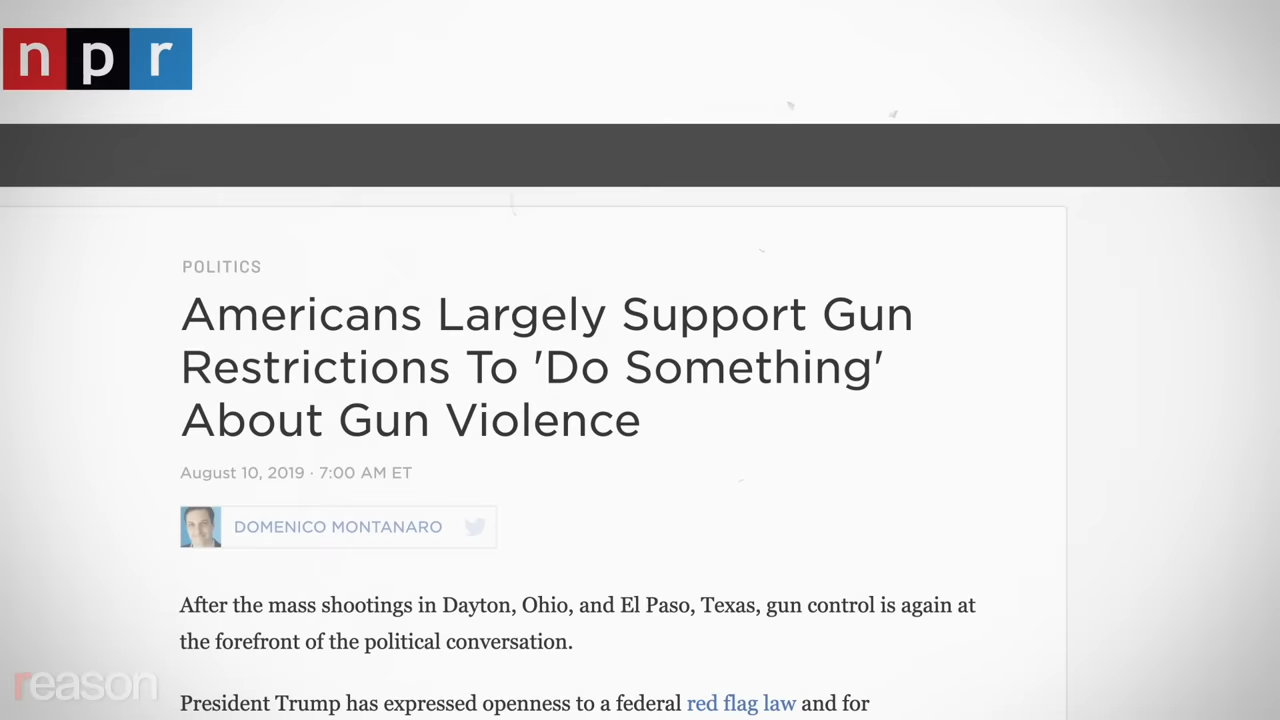 npr
POLITICS
Americans Largely Support Gun
Restrictions To 'Do Something'
About Gun Violence
August 10, 2019 · 7:00 AM ET
DOMENICO MONTANARO
After the mass shootings in Dayton, Ohio, and El Paso, Texas, gun control is again at
the forefront of the political conversation.
reason
President Trump has expressed openness to a federal red flag law and for